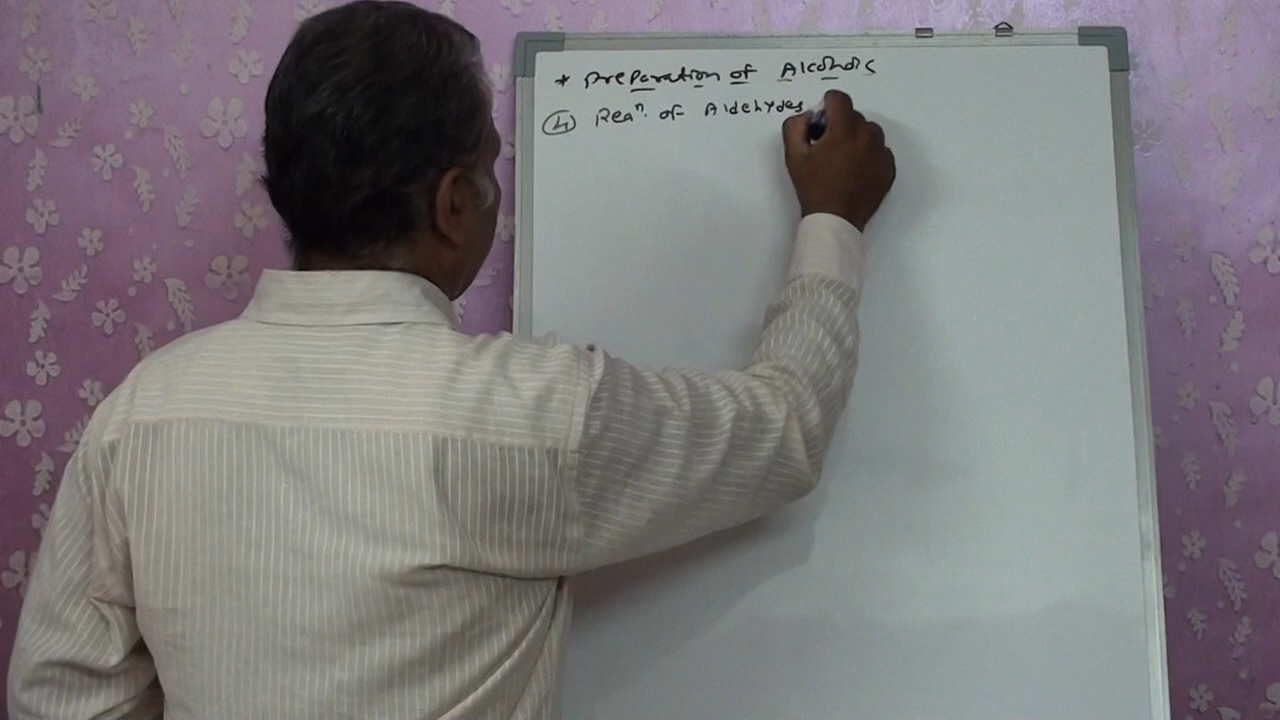 * Preparation of Alcohols
④ Reaⁿ. of Aldehydes